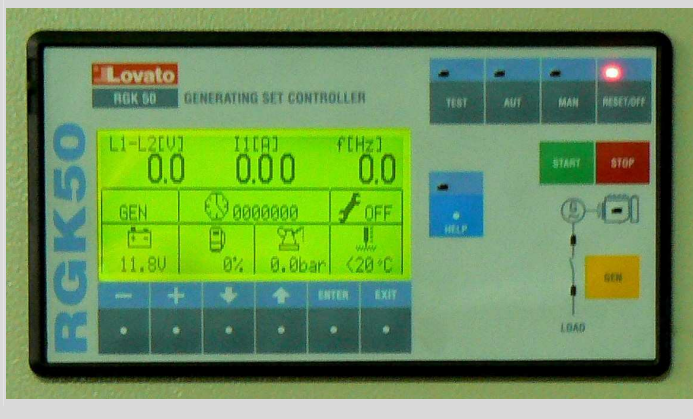 Lovato
RGK 50 GENERATING SET CONTROLLER
RGK50
L1-L2[V] I1[A] f[Hz]
0.0 0.00 0.0
GEN 0000000 OFF
11.8V 0% 0.0bar <20°C
− + ENTER EXIT
TEST AUT MAN RESET/OFF
START STOP
HELP
G
GEN
LOAD